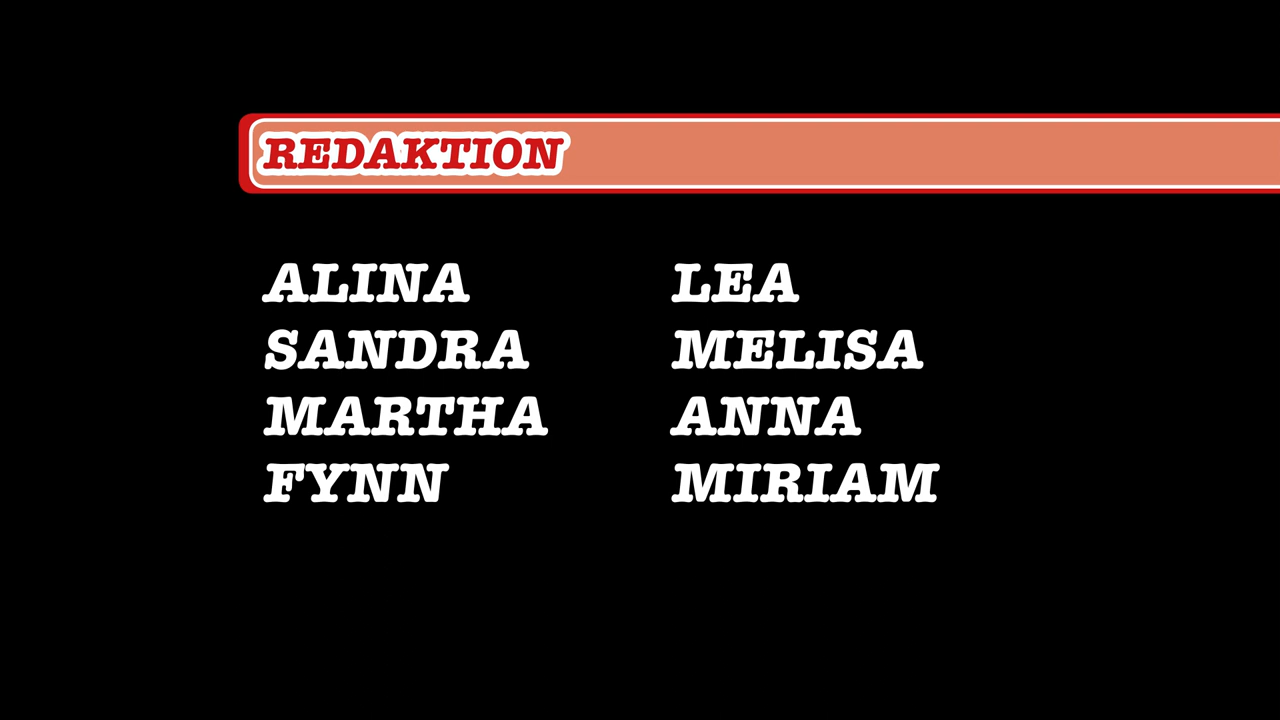 REDAKTION
ALINA
SANDRA
MARTHA
FYNN
LEA
MELISA
ANNA
MIRIAM